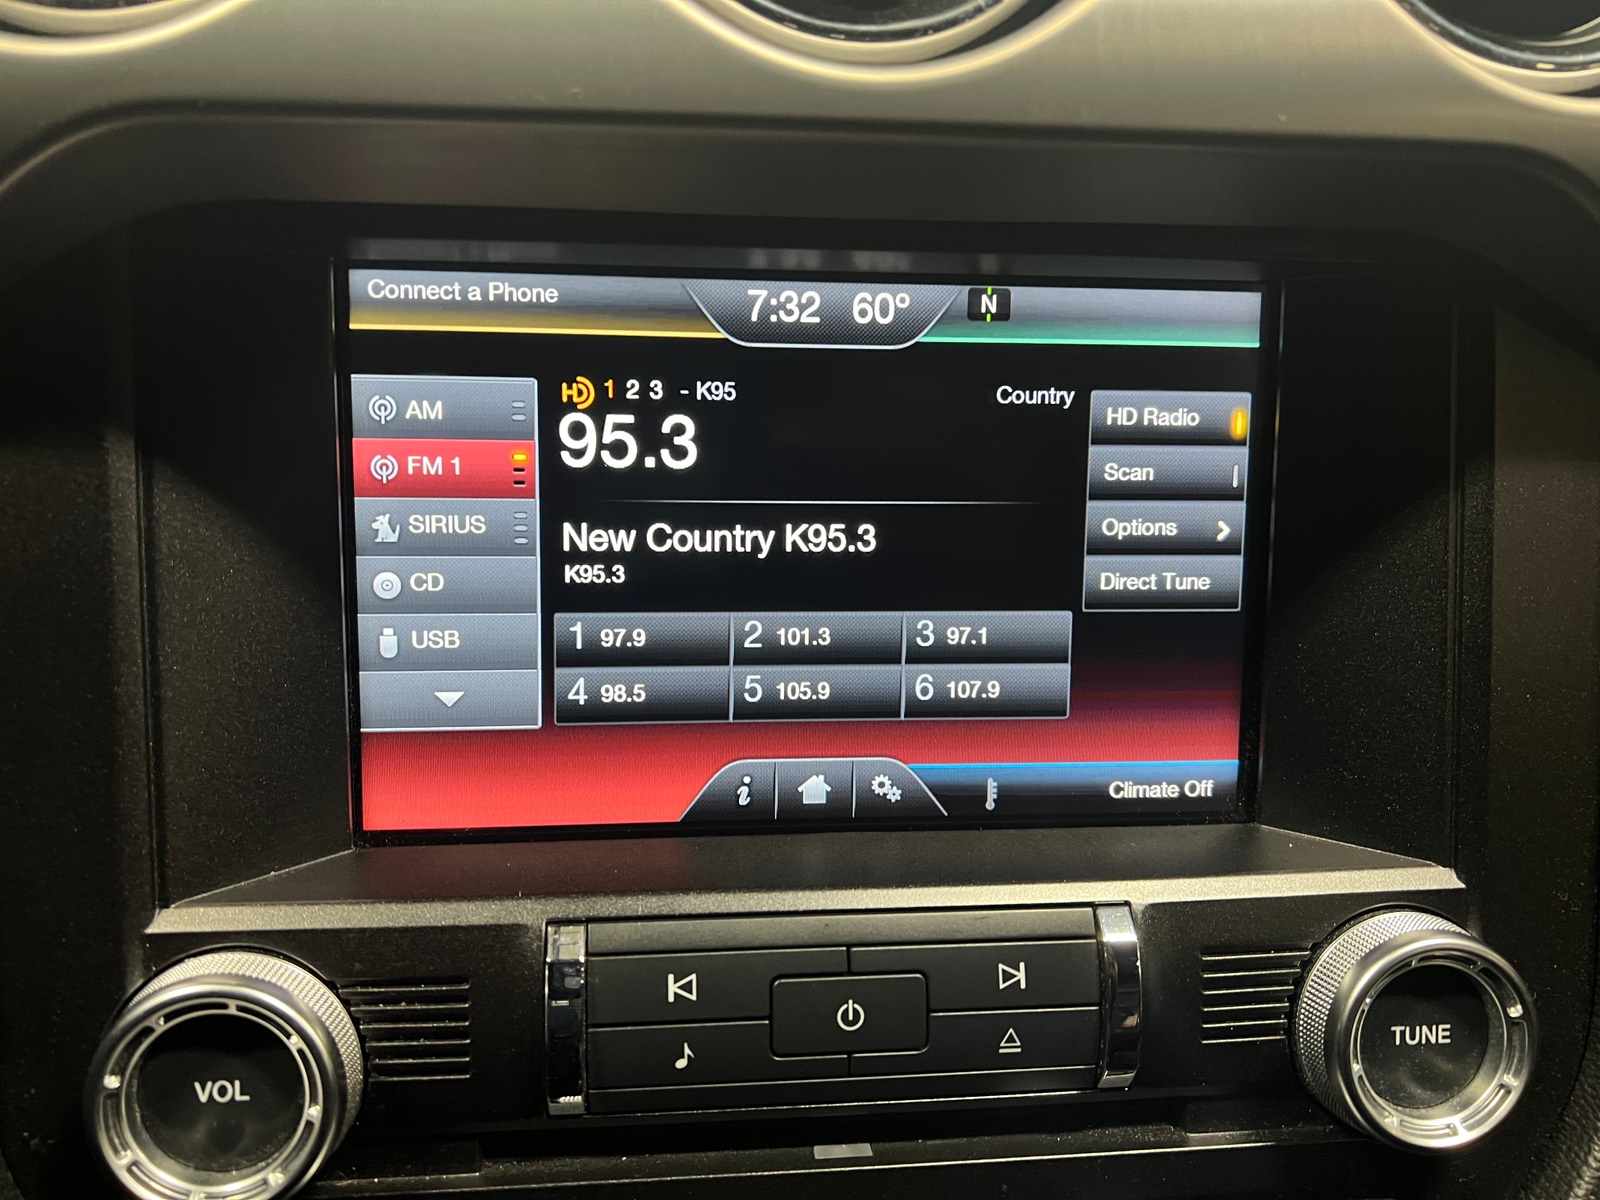 Connect a Phone
7:32 60º
N
AM
FM 1
SIRIUS
CD
USB
HD 1 2 3 - K95
95.3
Country
New Country K95.3
K95.3
1 97.9
2 101.3
3 97.1
4 98.5
5 105.9
6 107.9
HD Radio
Scan
Options
Direct Tune
i
Climate Off
VOL
TUNE